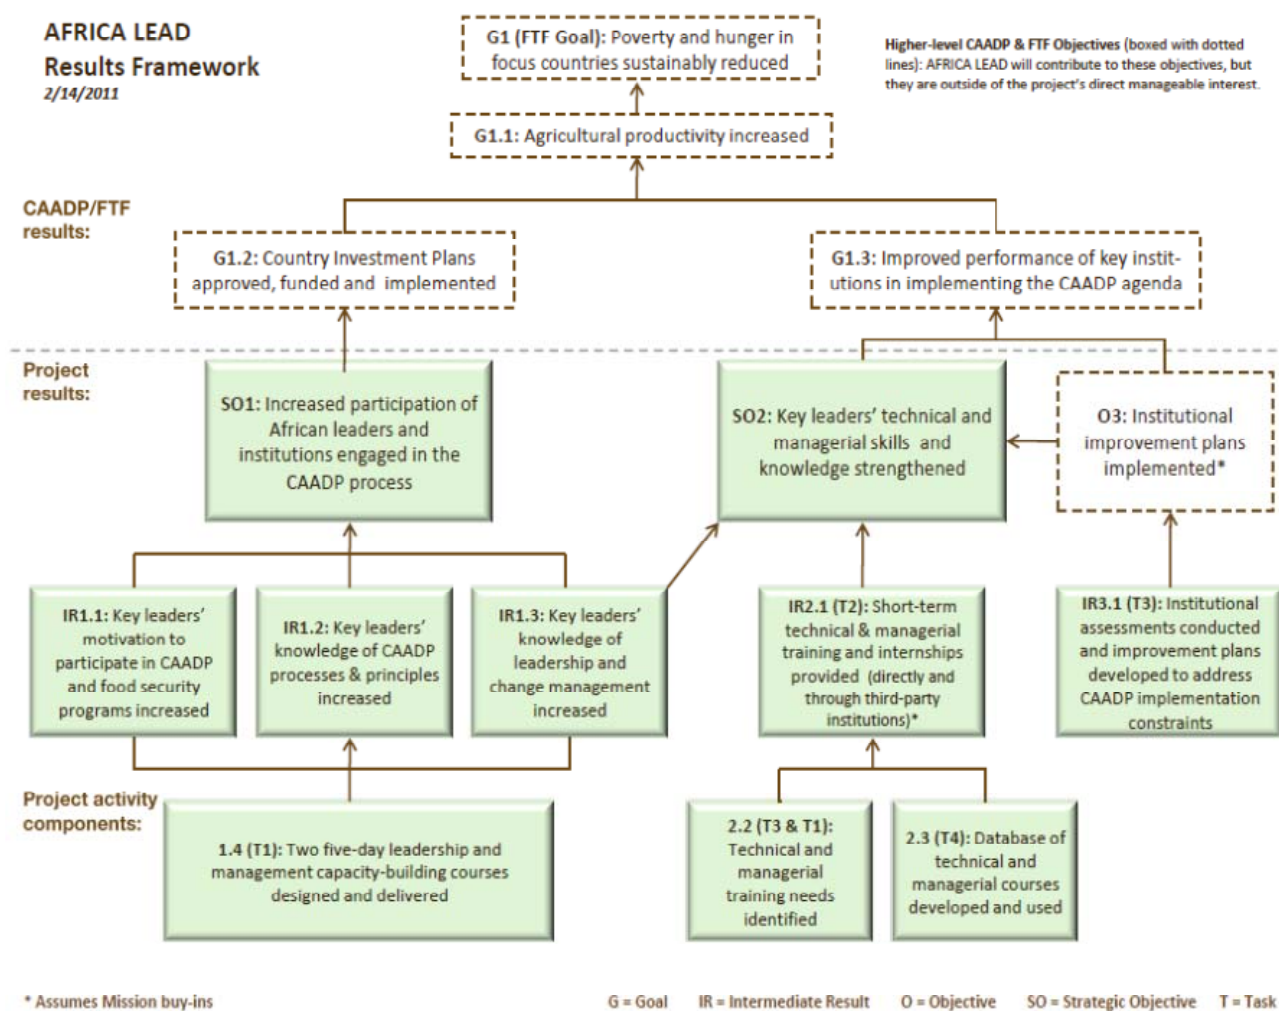 AFRICA LEAD
Results Framework
2/14/2011
G1 (FTF Goal): Poverty and hunger in
focus countries sustainably reduced
Higher-level CAADP & FTF Objectives (boxed with dotted
lines): AFRICA LEAD will contribute to these objectives, but
they are outside of the project's direct manageable interest.
G1.1: Agricultural productivity increased
CAADP/FTF
results:
G1.2: Country Investment Plans
approved, funded and implemented
G1.3: Improved performance of key instit-
utions in implementing the CAADP agenda
Project
results:
SO1: Increased participation of
African leaders and
institutions engaged in the
CAADP process
SO2: Key leaders' technical and
managerial skills and
knowledge strengthened
O3: Institutional
improvement plans
implemented*
IR1.1: Key leaders'
motivation to
participate in CAADP
and food security
programs increased
IR1.2: Key leaders'
knowledge of CAADP
processes & principles
increased
IR1.3: Key leaders'
knowledge of
leadership and
change management
increased
IR2.1 (T2): Short-term
technical & managerial
training and internships
provided (directly and
through third-party
institutions)*
IR3.1 (T3): Institutional
assessments conducted
and improvement plans
developed to address
CAADP implementation
constraints
Project activity
components:
1.4 (T1): Two five-day leadership and
management capacity-building courses
designed and delivered
2.2 (T3 & T1):
Technical and
managerial
training needs
identified
2.3 (T4): Database of
technical and
managerial courses
developed and used
* Assumes Mission buy-ins
G = Goal IR = Intermediate Result O = Objective SO = Strategic Objective T = Task